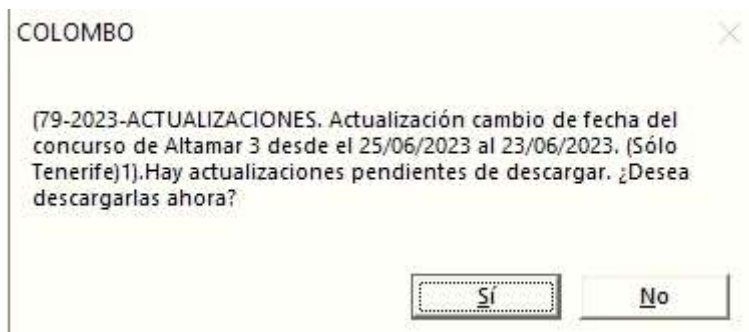 COLOMBO
(79-2023-ACTUALIZACIONES. Actualización cambio de fecha del
concurso de Altamar 3 desde el 25/06/2023 al 23/06/2023. (Sólo
Tenerife)1).Hay actualizaciones pendientes de descargar. ¿Desea
descargarlas ahora?
Sí No